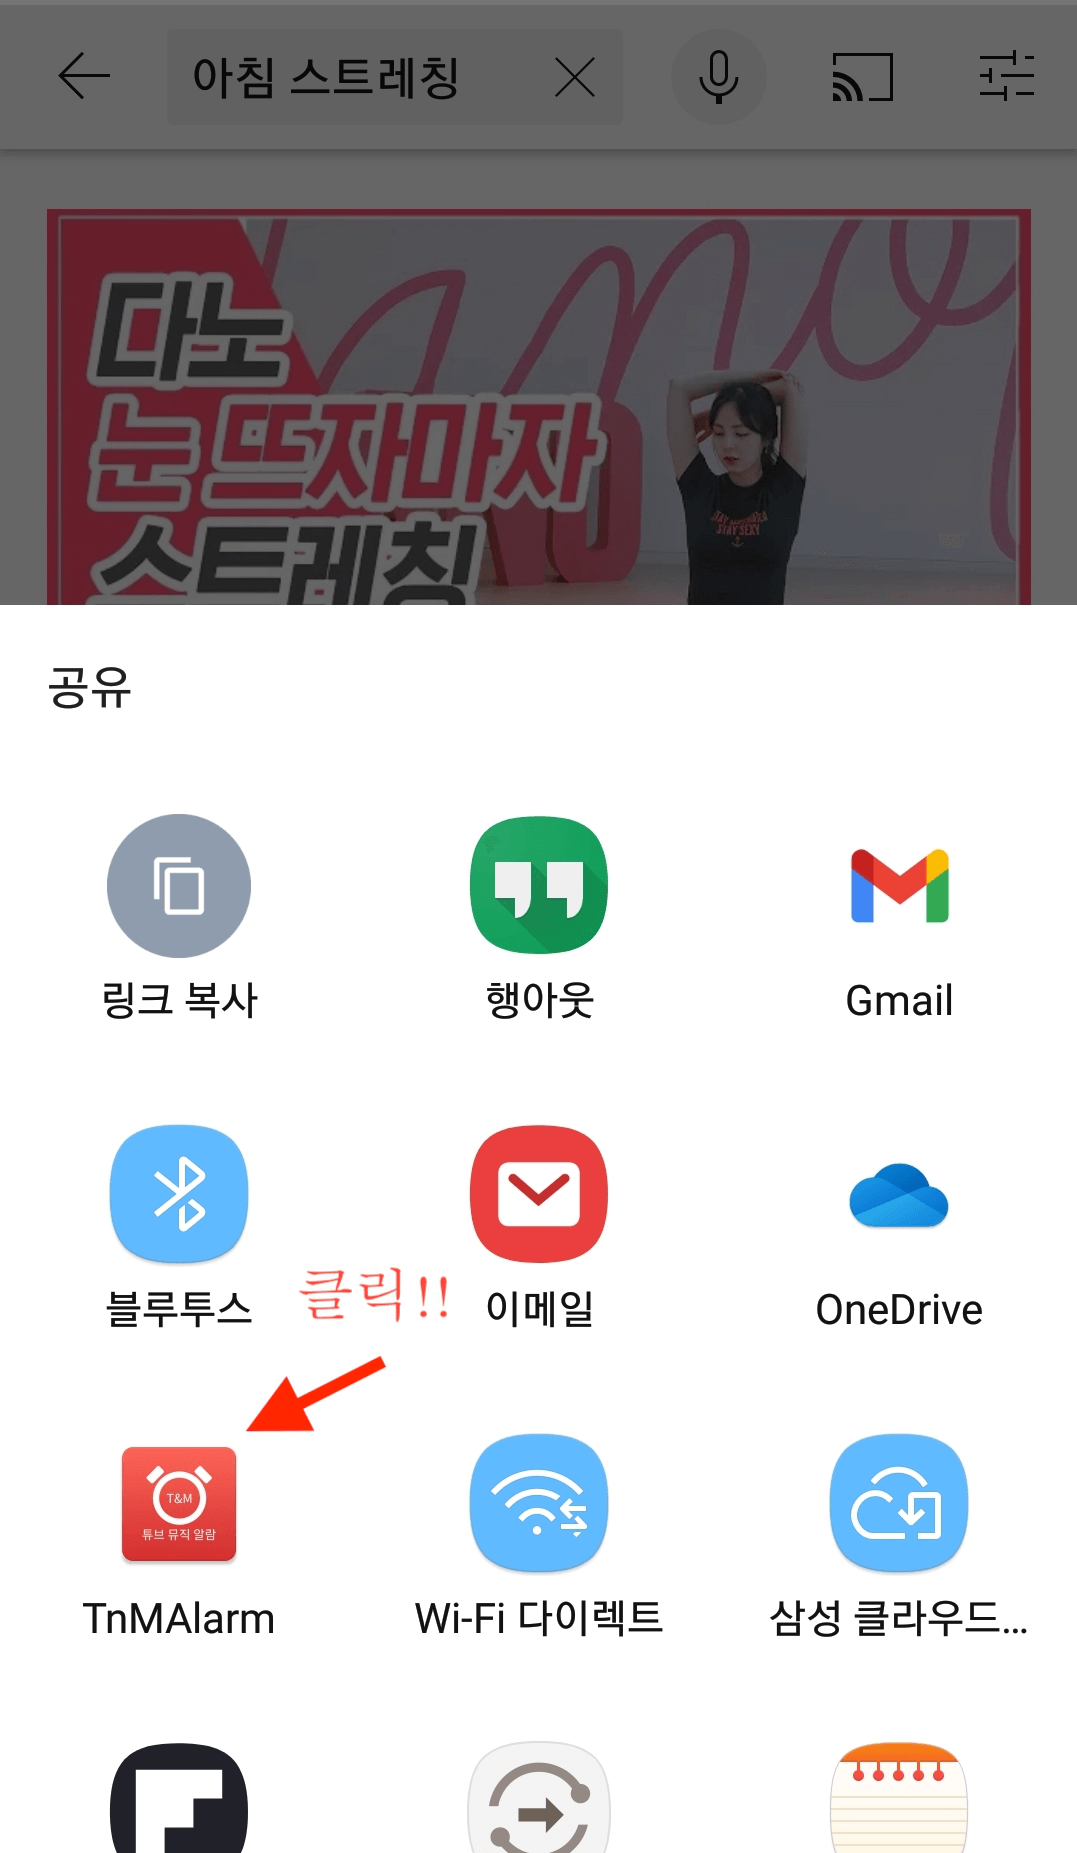 아침 스트레칭
다노
눈 뜨자마자
스트레칭
STAY SEXY
공유
링크 복사
행아웃
Gmail
블루투스
클릭!!
이메일
OneDrive
T&M
튜브 뮤직 알람
TnMAlarm
Wi-Fi 다이렉트
삼성 클라우드...